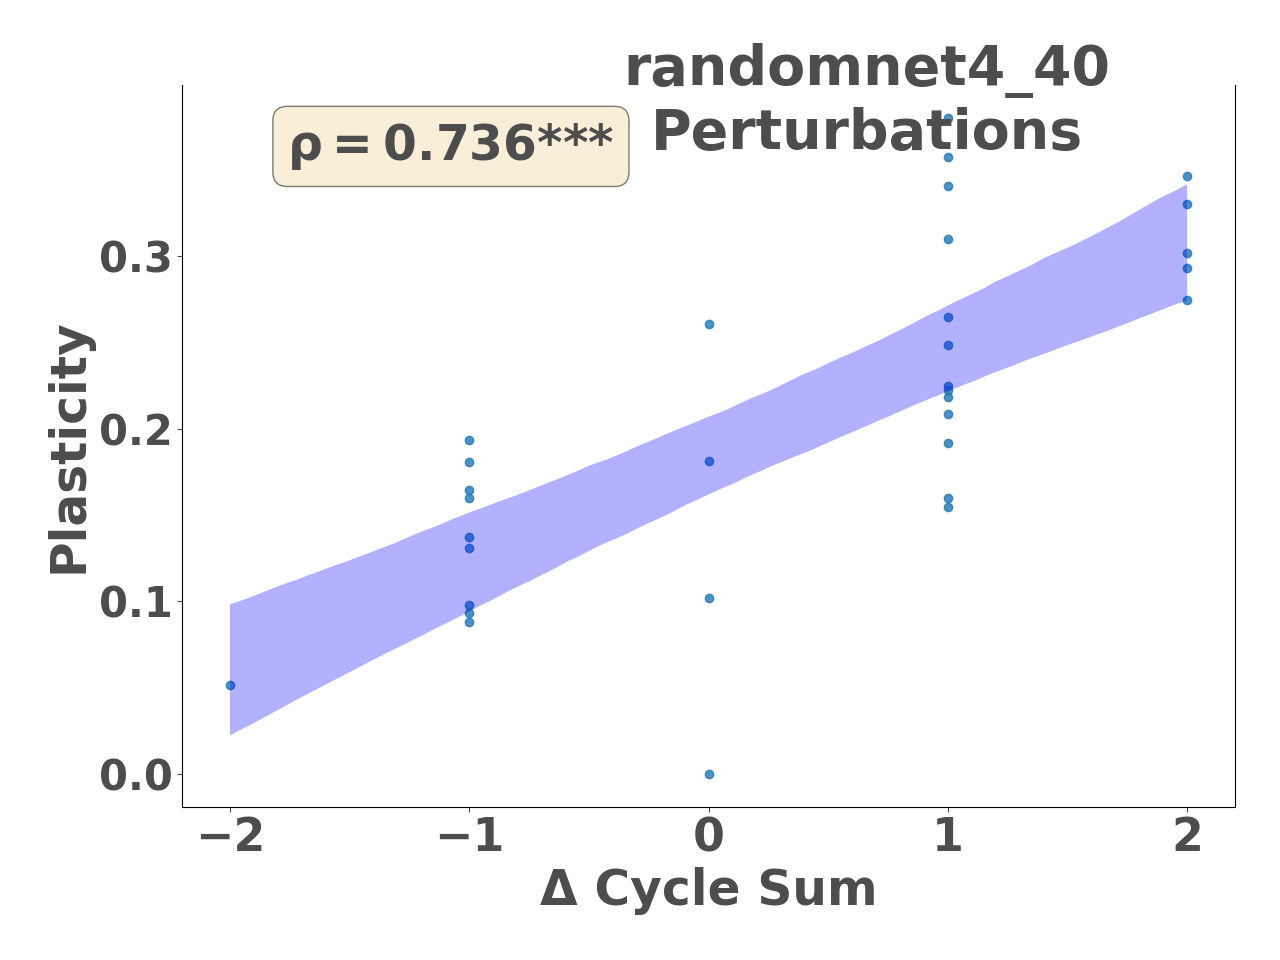 randomnet4_40
Perturbations
ρ = 0.736***
Plasticity
0.3
0.2
0.1
0.0
−2 −1 0 1 2
Δ Cycle Sum